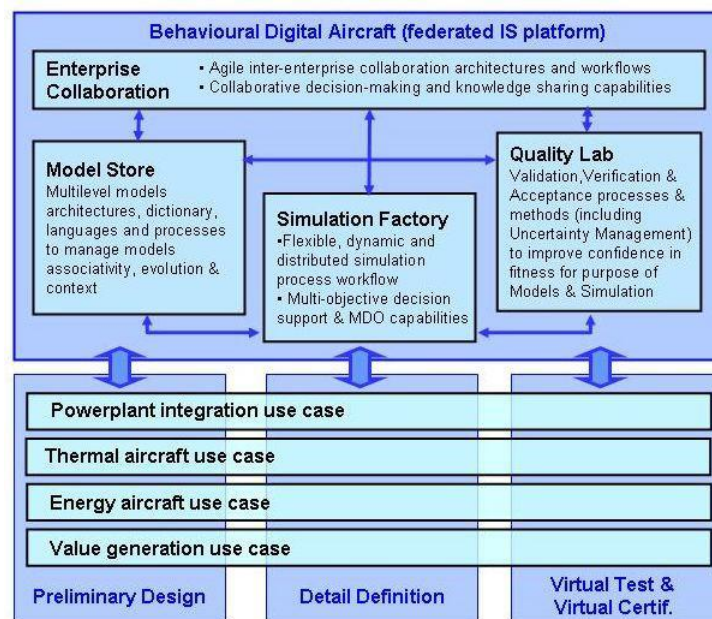 Behavioural Digital Aircraft (federated IS platform)
Enterprise
Collaboration
• Agile inter-enterprise collaboration architectures and workflows
• Collaborative decision-making and knowledge sharing capabilities
Model Store
Multilevel models
architectures, dictionary,
languages and processes
to manage models
associativity, evolution &
context
Simulation Factory
•Flexible, dynamic and
distributed simulation
process workflow
• Multi-objective decision
support & MDO capabilities
Quality Lab
Validation,Verification &
Acceptance processes &
methods (including
Uncertainty Management)
to improve confidence in
fitness for purpose of
Models & Simulation
Powerplant integration use case
Thermal aircraft use case
Energy aircraft use case
Value generation use case
Preliminary Design
Detail Definition
Virtual Test &
Virtual Certif.